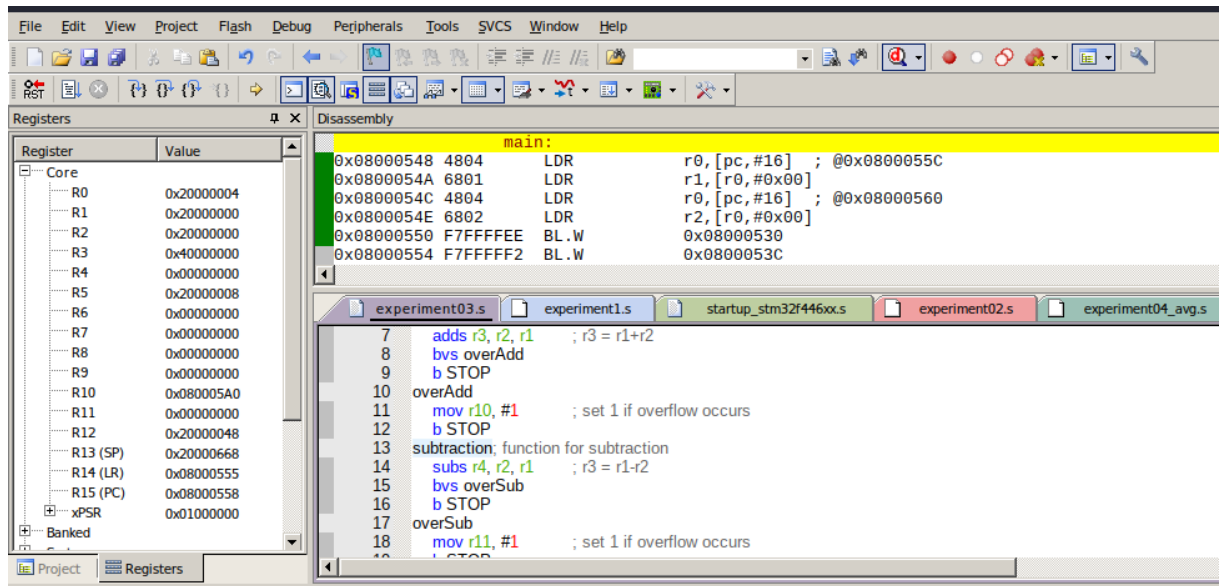 File Edit View Project Flash Debug Peripherals Tools SVCS Window Help
RST
Registers
Register Value
Core
R0 0x20000004
R1 0x20000000
R2 0x20000000
R3 0x40000000
R4 0x00000000
R5 0x20000008
R6 0x00000000
R7 0x00000000
R8 0x00000000
R9 0x00000000
R10 0x080005A0
R11 0x00000000
R12 0x20000048
R13 (SP) 0x20000668
R14 (LR) 0x08000555
R15 (PC) 0x08000558
xPSR 0x01000000
Banked
Project Registers
Disassembly
main:
0x08000548 4804 LDR r0,[pc,#16] ; @0x0800055C
0x0800054A 6801 LDR r1,[r0,#0x00]
0x0800054C 4804 LDR r0,[pc,#16] ; @0x08000560
0x0800054E 6802 LDR r2,[r0,#0x00]
0x08000550 F7FFFFEE BL.W 0x08000530
0x08000554 F7FFFFF2 BL.W 0x0800053C
experiment03.s experiment1.s startup_stm32f446xx.s experiment02.s experiment04_avg.s
7 adds r3, r2, r1 ; r3 = r1+r2
8 bvs overAdd
9 b STOP
10 overAdd
11 mov r10, #1 ; set 1 if overflow occurs
12 b STOP
13 subtraction; function for subtraction
14 subs r4, r2, r1 ; r3 = r1-r2
15 bvs overSub
16 b STOP
17 overSub
18 mov r11, #1 ; set 1 if overflow occurs